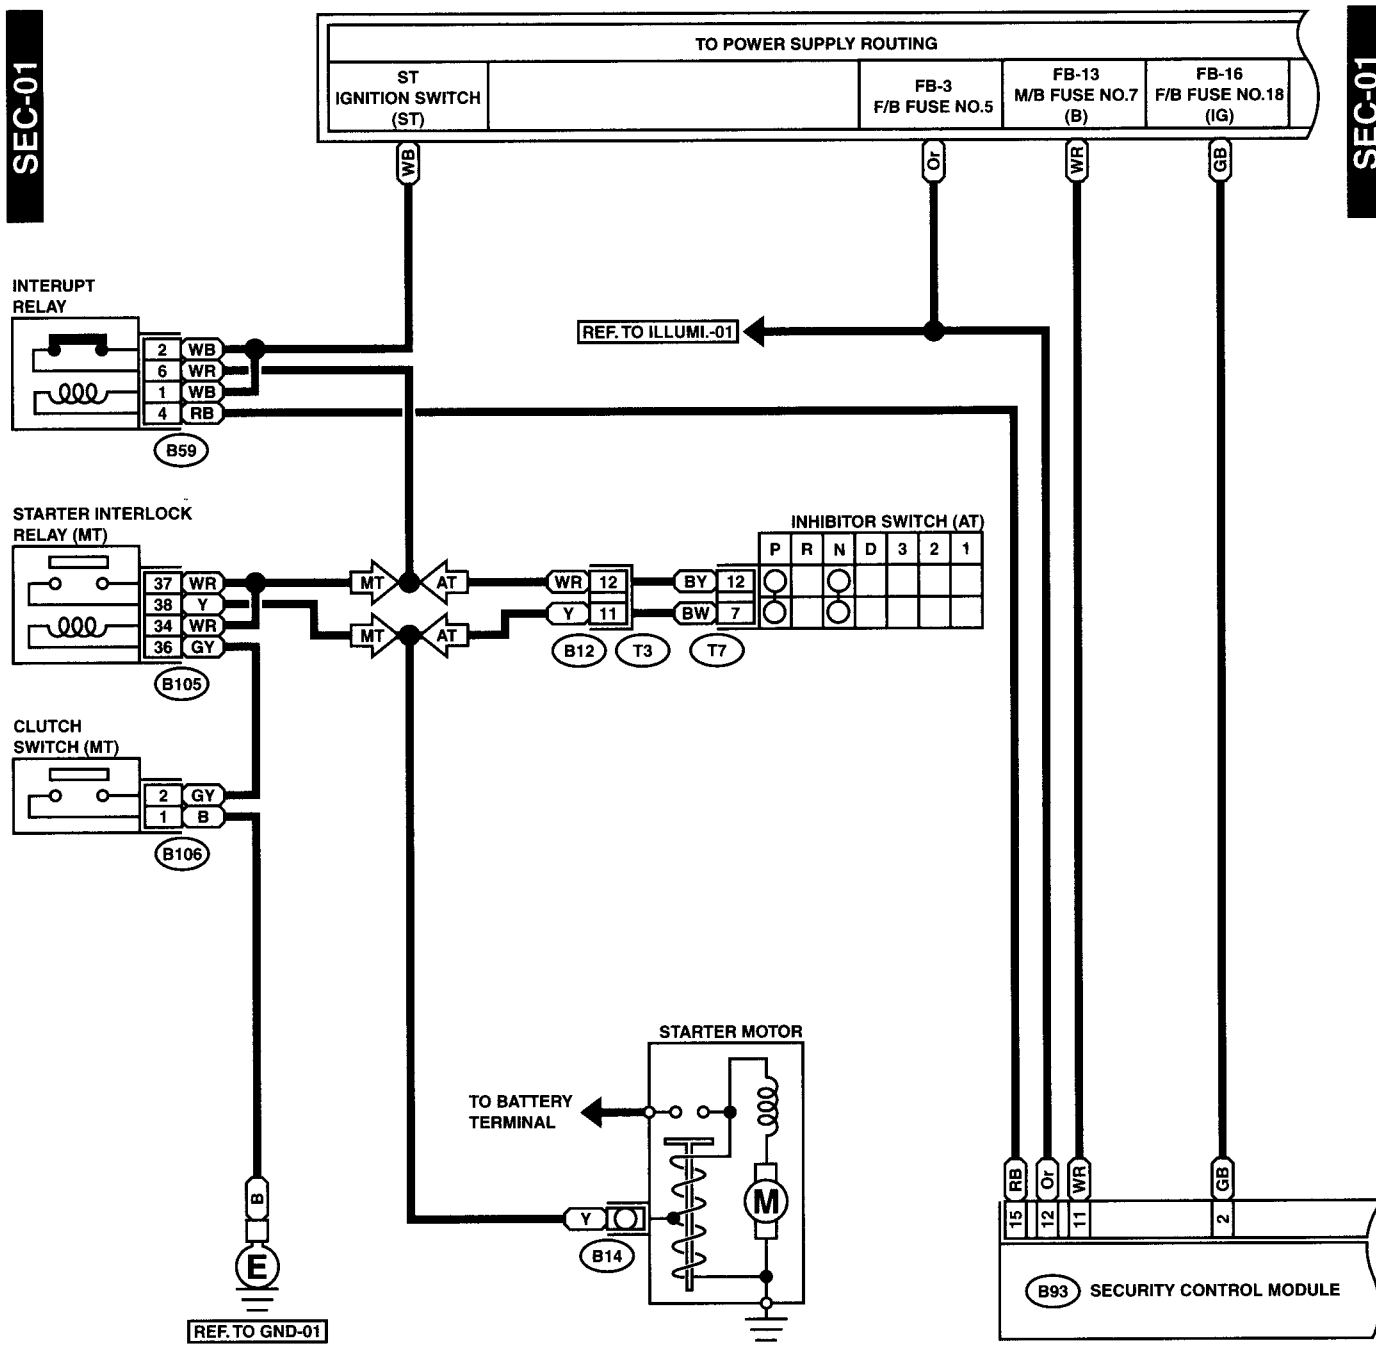 SEC-01
SEC-01
TO POWER SUPPLY ROUTING
ST
IGNITION SWITCH
(ST)
FB-3
F/B FUSE NO.5
FB-13
M/B FUSE NO.7
(B)
FB-16
F/B FUSE NO.18
(IG)
WB
Or
WR
GB
INTERUPT
RELAY
2 WB
6 WR
1 WB
4 RB
B59
REF. TO ILLUMI.-01
STARTER INTERLOCK
RELAY (MT)
37 WR
38 Y
34 WR
36 GY
B105
MT AT
MT AT
WR 12 BY 12
Y 11 BW 7
B12 T3 T7
INHIBITOR SWITCH (AT)
P R N D 3 2 1
CLUTCH
SWITCH (MT)
2 GY
1 B
B106
STARTER MOTOR
TO BATTERY
TERMINAL
M
Y
B14
B
E
REF. TO GND-01
RB Or WR GB
15 12 11 2
B93 SECURITY CONTROL MODULE